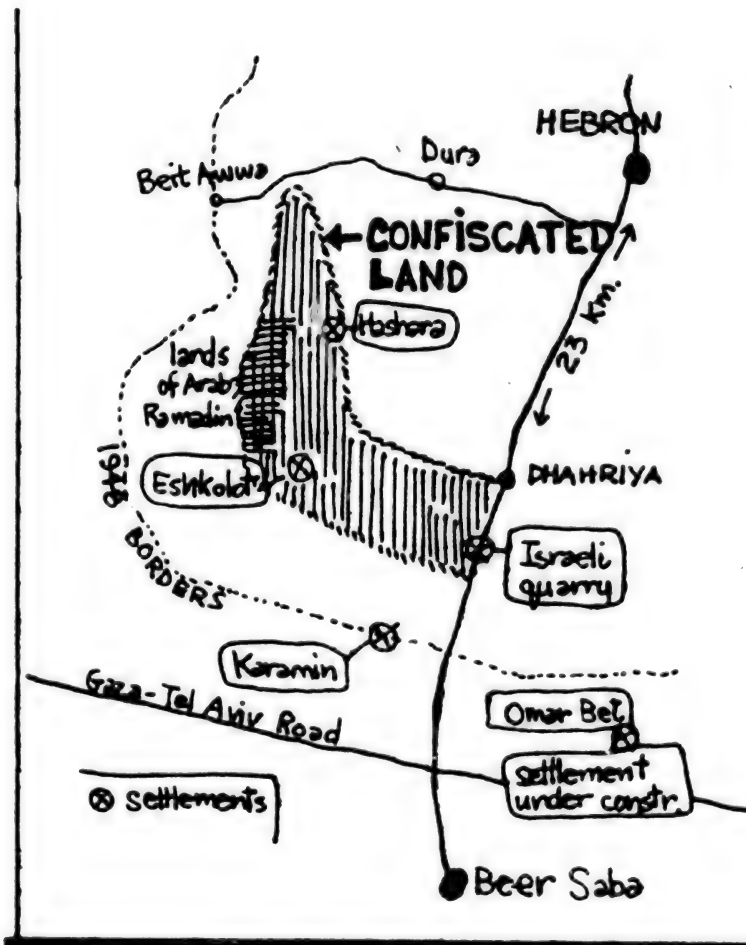 HEBRON
Dura
Beit Awwa
CONFISCATED
LAND
Hashara
23 Km.
lands
of Arab
Ramadin
Eshkolot
DHAHRIYA
1948
BORDERS
Israeli
quarry
Karamin
Gaza-Tel Aviv Road
Omar Bet
settlement
under constr.
⊗ settlements
Beer Saba